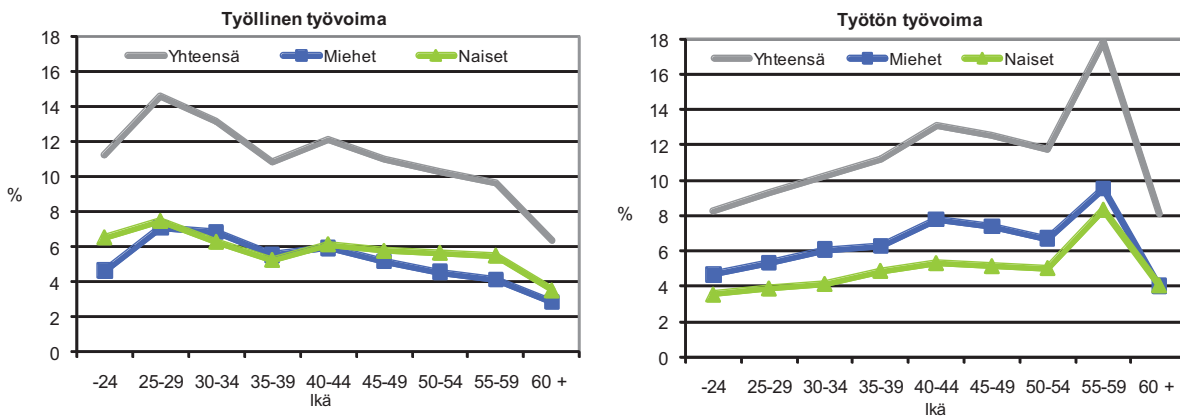 Työllinen työvoima
18
16
14
12
10
8
6
4
2
0
%
Yhteensä Miehet Naiset
-24 25-29 30-34 35-39 40-44 45-49 50-54 55-59 60 +
Ikä
Työtön työvoima
18
16
14
12
10
8
6
4
2
0
%
Yhteensä Miehet Naiset
-24 25-29 30-34 35-39 40-44 45-49 50-54 55-59 60 +
Ikä